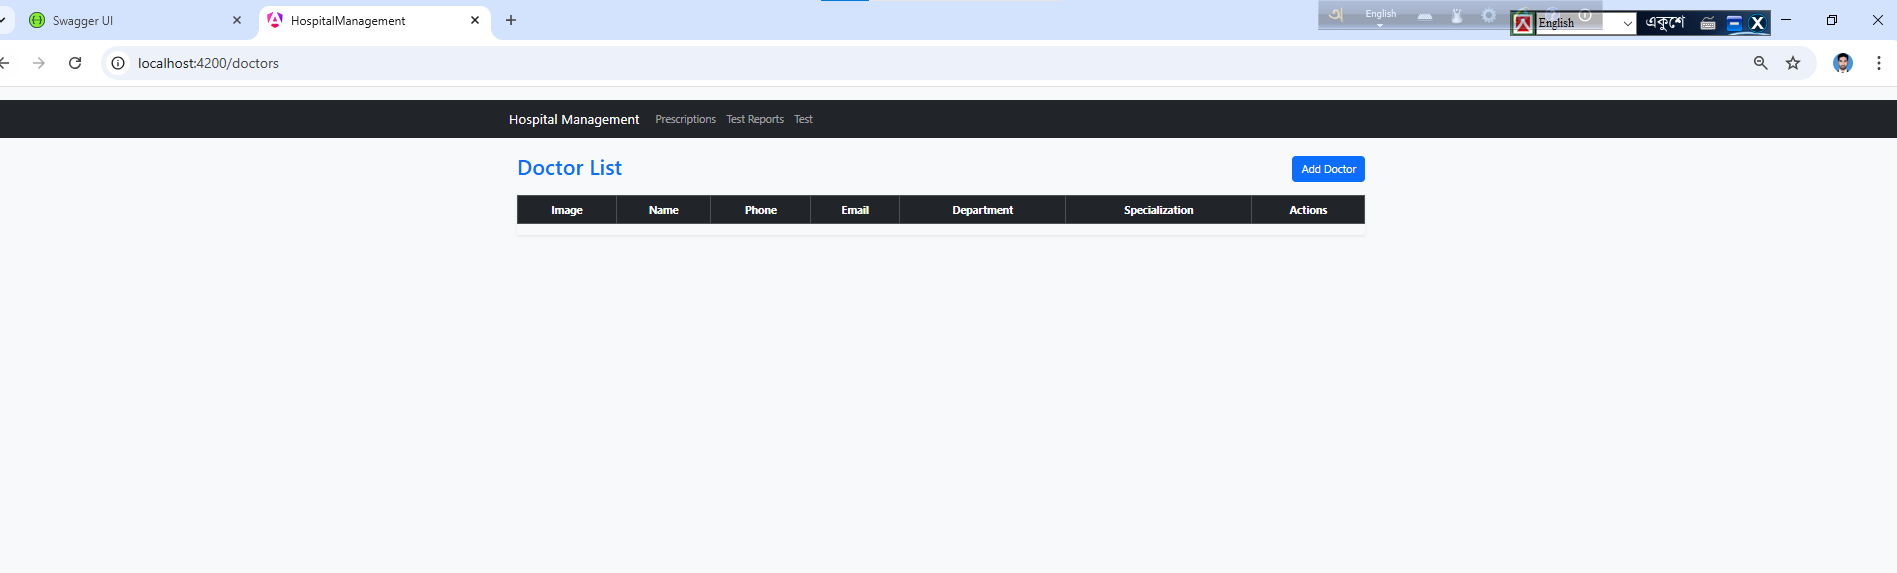 Swagger UI
HospitalManagement
English
English
একুশে
localhost:4200/doctors
Hospital Management Prescriptions Test Reports Test
Doctor List
Add Doctor
Image Name Phone Email Department Specialization Actions